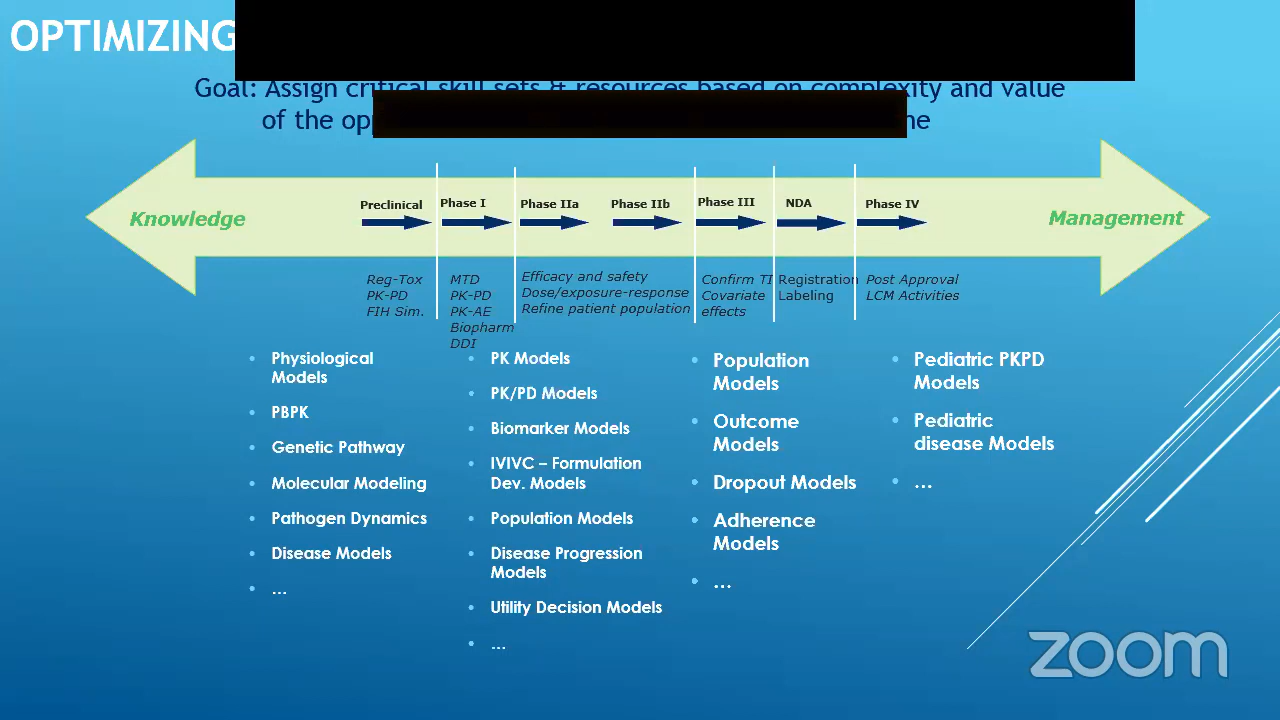 OPTIMIZING
Goal: Assign critical skill sets & resources based on complexity and value
of the
Knowledge
Preclinical
Phase I
Phase IIa
Phase IIb
Phase III
NDA
Phase IV
Management
Reg-Tox
PK-PD
FIH Sim.
MTD
PK-PD
PK-AE
Biopharm
DDI
Efficacy and safety
Dose/exposure-response
Refine patient population
Confirm TI
Covariate
effects
Registration
Labeling
Post Approval
LCM Activities
• Physiological
Models
• PBPK
• Genetic Pathway
• Molecular Modeling
• Pathogen Dynamics
• Disease Models
• ...
• PK Models
• PK/PD Models
• Biomarker Models
• IVIVC – Formulation
Dev. Models
• Population Models
• Disease Progression
Models
• Utility Decision Models
• ...
• Population
Models
• Outcome
Models
• Dropout Models
• Adherence
Models
• ...
• Pediatric PKPD
Models
• Pediatric
disease Models
• ...
zoom